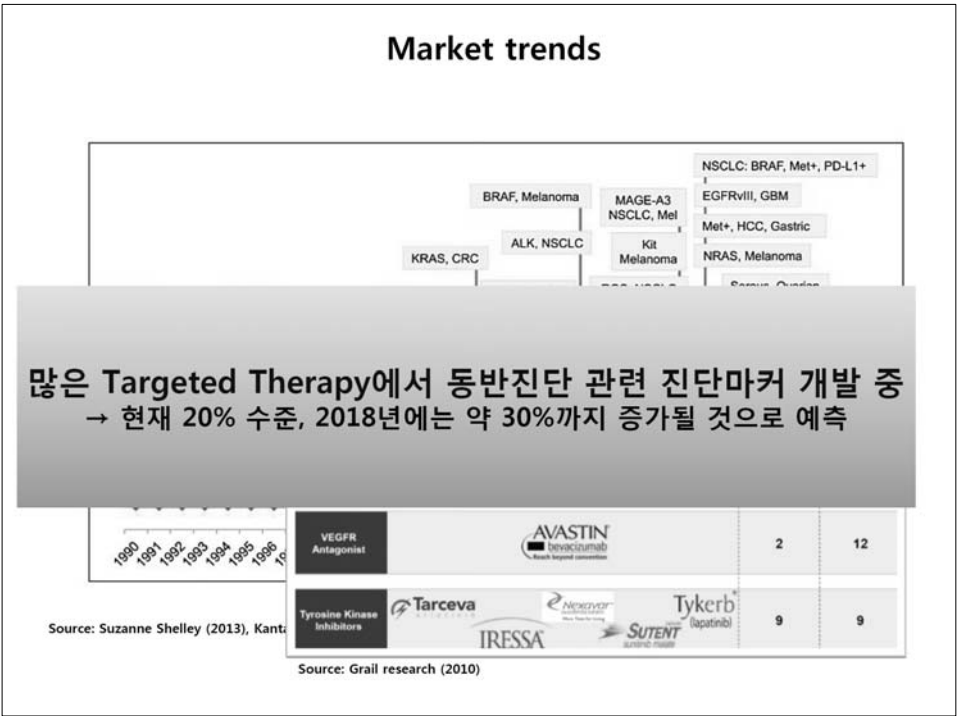 Market trends
NSCLC: BRAF, Met+, PD-L1+
BRAF, Melanoma
MAGE-A3
NSCLC, Mel
EGFRvIII, GBM
Met+, HCC, Gastric
ALK, NSCLC
Kit
Melanoma
KRAS, CRC
NRAS, Melanoma
많은 Targeted Therapy에서 동반진단 관련 진단마커 개발 중
→ 현재 20% 수준, 2018년에는 약 30%까지 증가될 것으로 예측
1990 1991 1992 1993 1994 1995 1996
VEGFR
Antagonist
AVASTIN
bevacizumab
2 12
Tyrosine Kinase
Inhibitors
Tarceva
Nexavar
Tykerb
(lapatinib)
IRESSA
SUTENT
9 9
Source: Suzanne Shelley (2013),
Source: Grail research (2010)